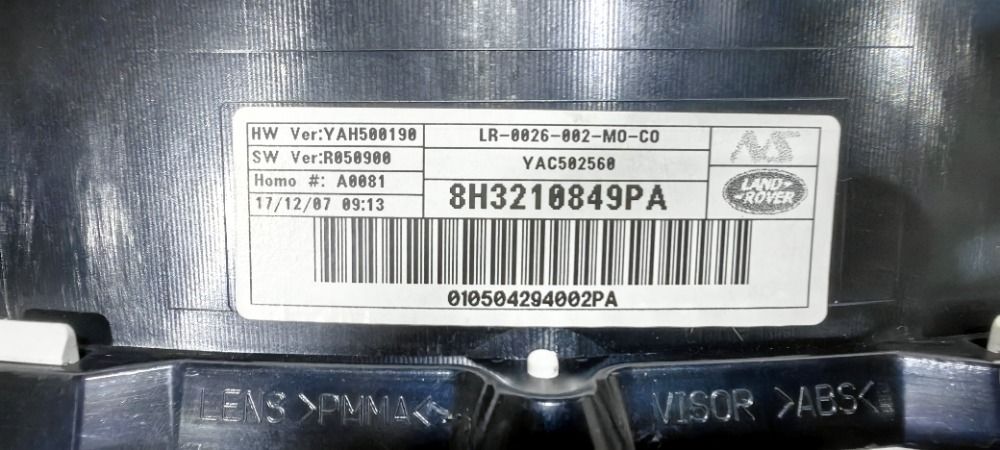 HW Ver:YAH500190
SW Ver:R050900
Homo #: A0081
17/12/07 09:13
LR-0026-002-MO-CO
YAC502560
8H3210849PA
NS
LAND-
ROVER
010504294002PA
LENS >PMMA<
VISOR >ABS<